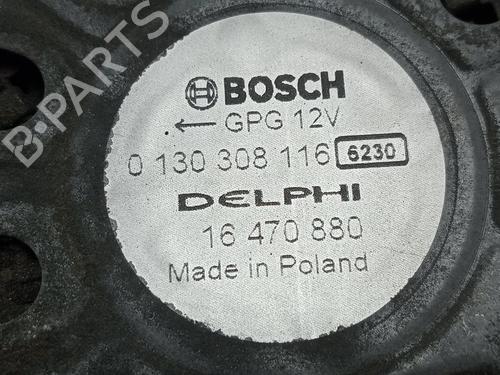 B-PARTS
BOSCH
← GPG 12V
0 130 308 116 6230
DELPHI
16 470 880
Made in Poland